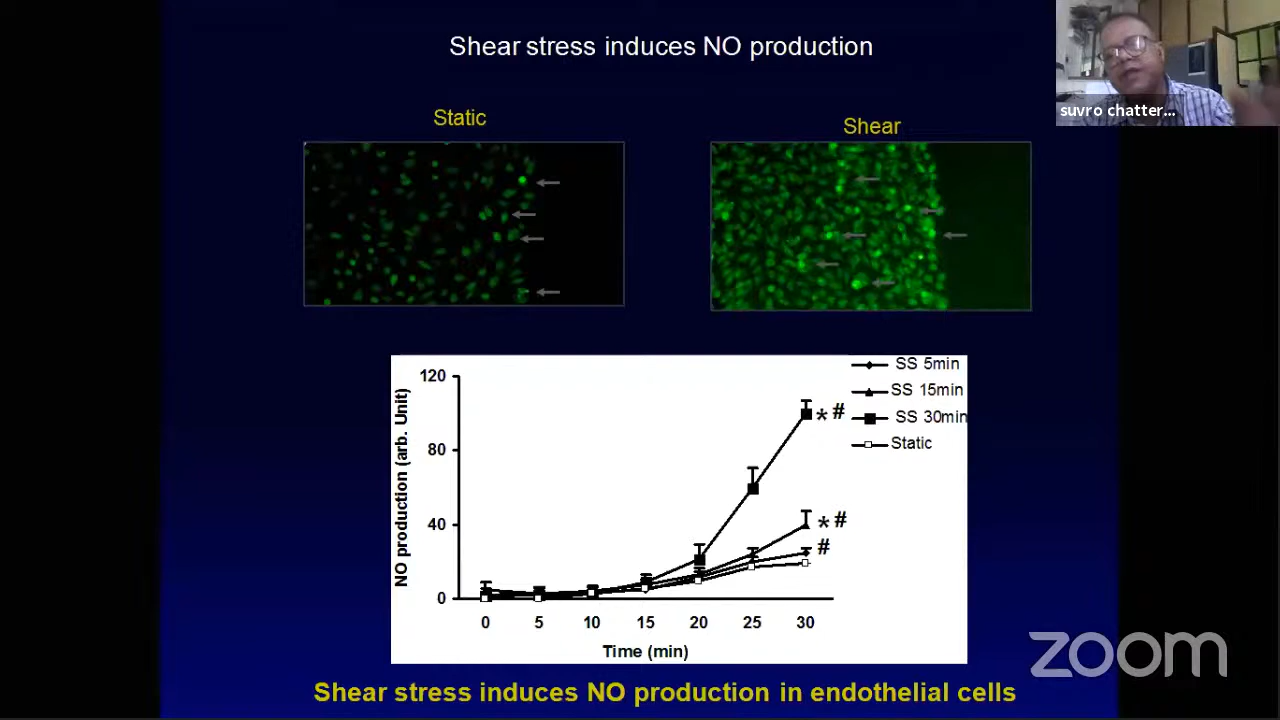 Shear stress induces NO production
suvro chatter...
Static
Shear
SS 5min
SS 15min
SS 30min
Static
120
80
40
0
NO production (arb. Unit)
*#
*#
#
0 5 10 15 20 25 30
Time (min)
zoom
Shear stress induces NO production in endothelial cells